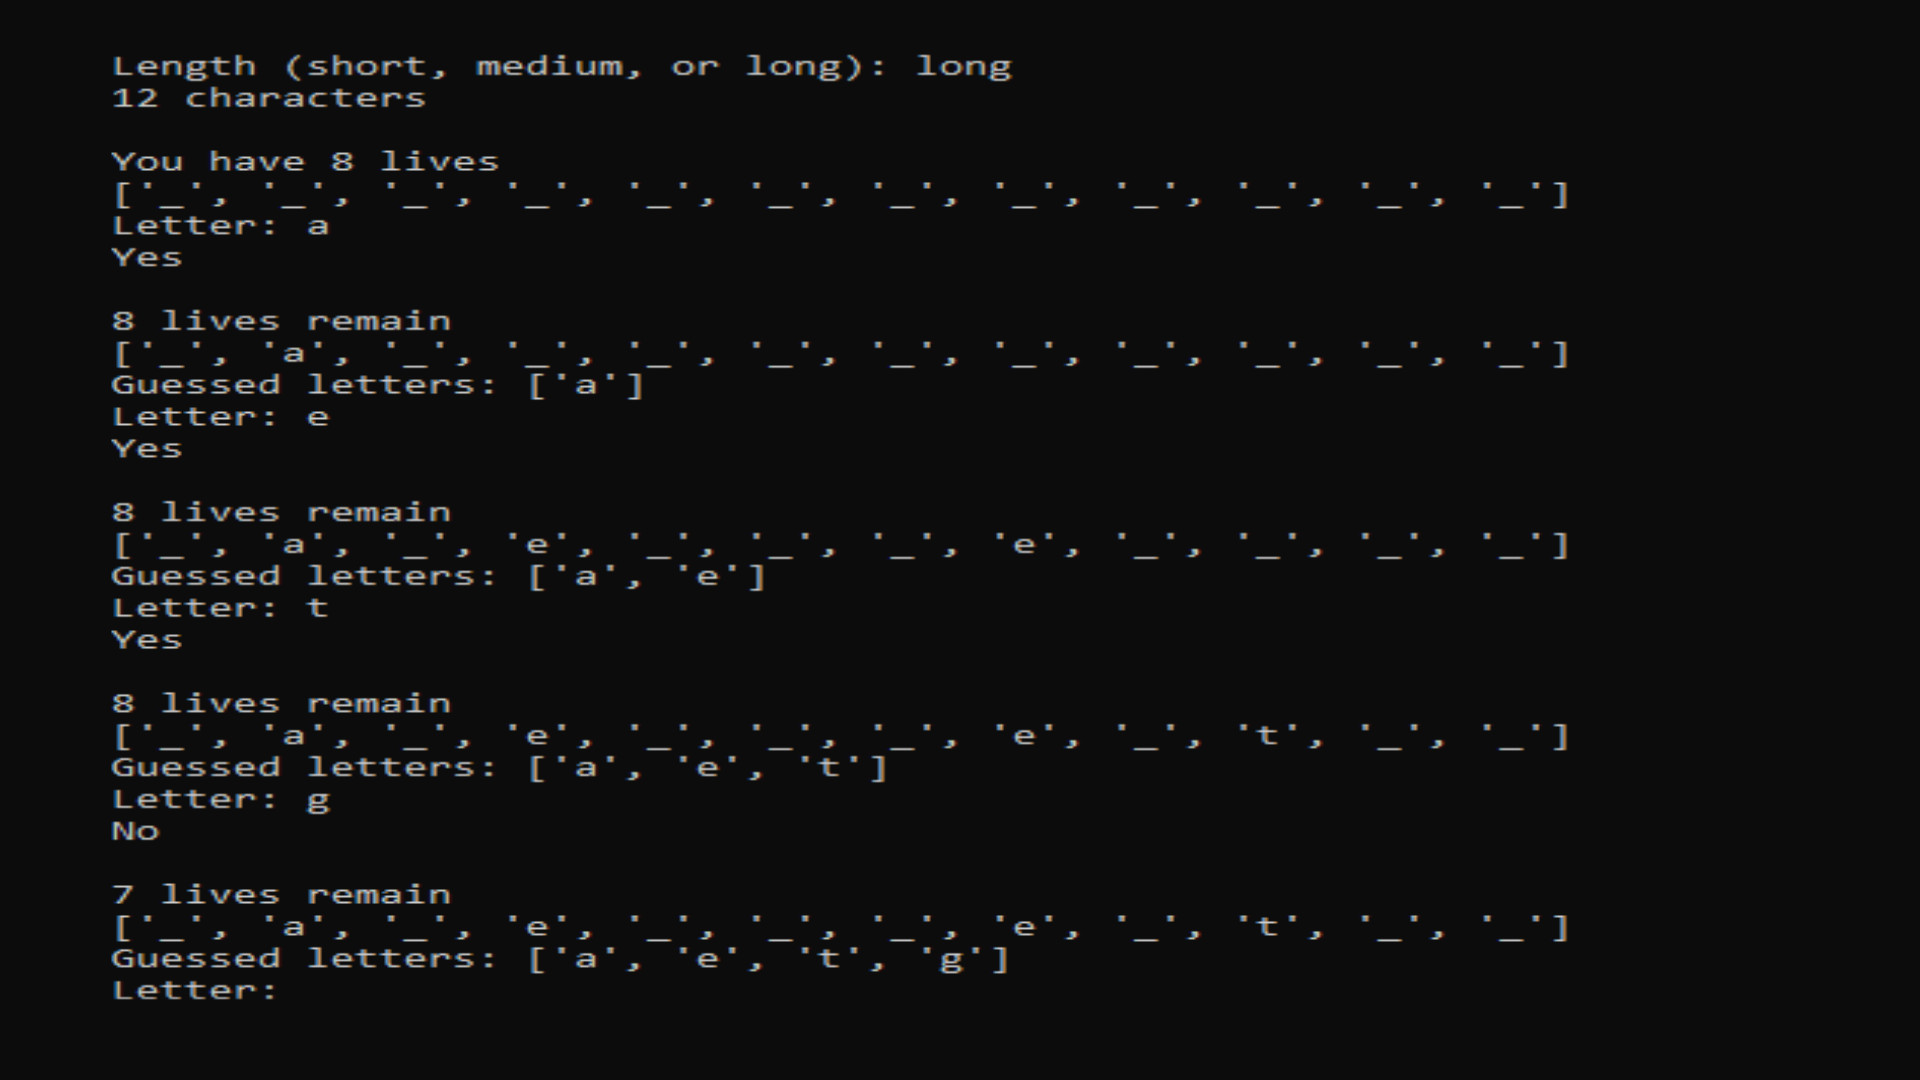 Length (short, medium, or long): long
12 characters
You have 8 lives
['_', '_', '_', '_', '_', '_', '_', '_', '_', '_', '_', '_']
Letter: a
Yes
8 lives remain
['_', 'a', '_', '_', '_', '_', '_', '_', '_', '_', '_', '_']
Guessed letters: ['a']
Letter: e
Yes
8 lives remain
['_', 'a', '_', 'e', '_', '_', '_', 'e', '_', '_', '_', '_']
Guessed letters: ['a', 'e']
Letter: t
Yes
8 lives remain
['_', 'a', '_', 'e', '_', '_', '_', 'e', '_', 't', '_', '_']
Guessed letters: ['a', 'e', 't']
Letter: g
No
7 lives remain
['_', 'a', '_', 'e', '_', '_', '_', 'e', '_', 't', '_', '_']
Guessed letters: ['a', 'e', 't', 'g']
Letter: